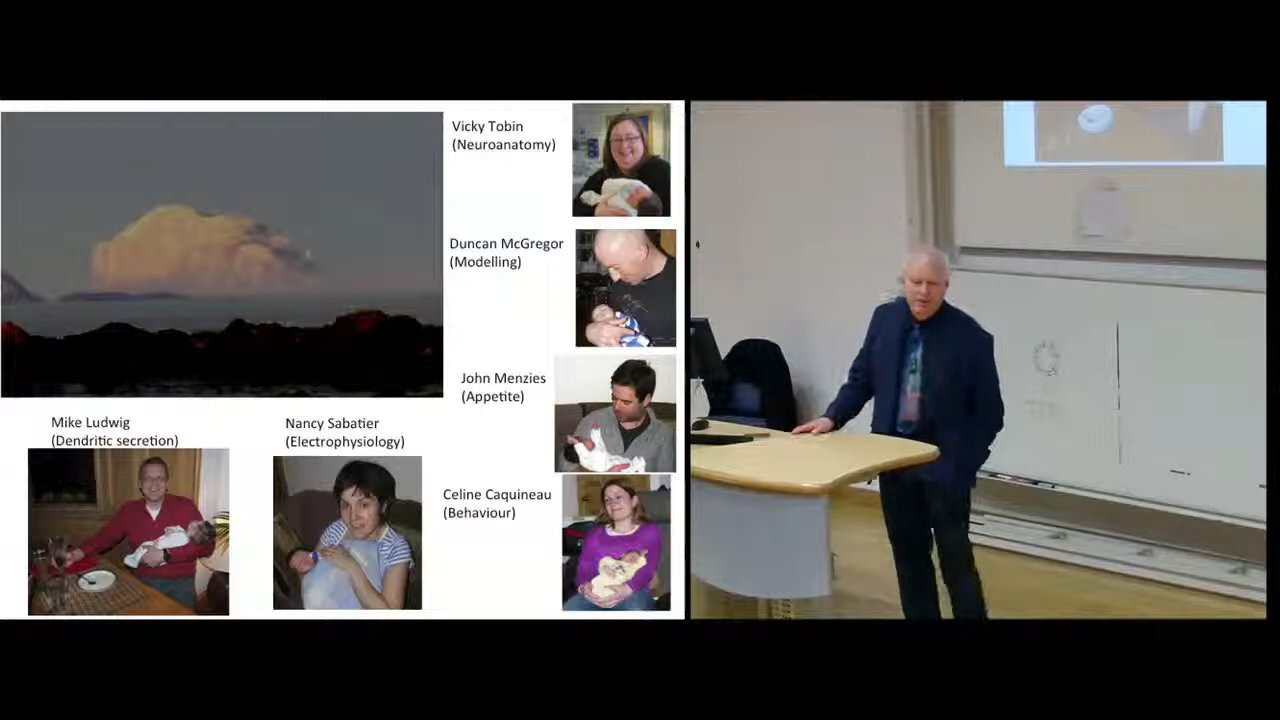 Vicky Tobin
(Neuroanatomy)
Duncan McGregor
(Modelling)
John Menzies
(Appetite)
Mike Ludwig
(Dendritic secretion)
Nancy Sabatier
(Electrophysiology)
Celine Caquineau
(Behaviour)